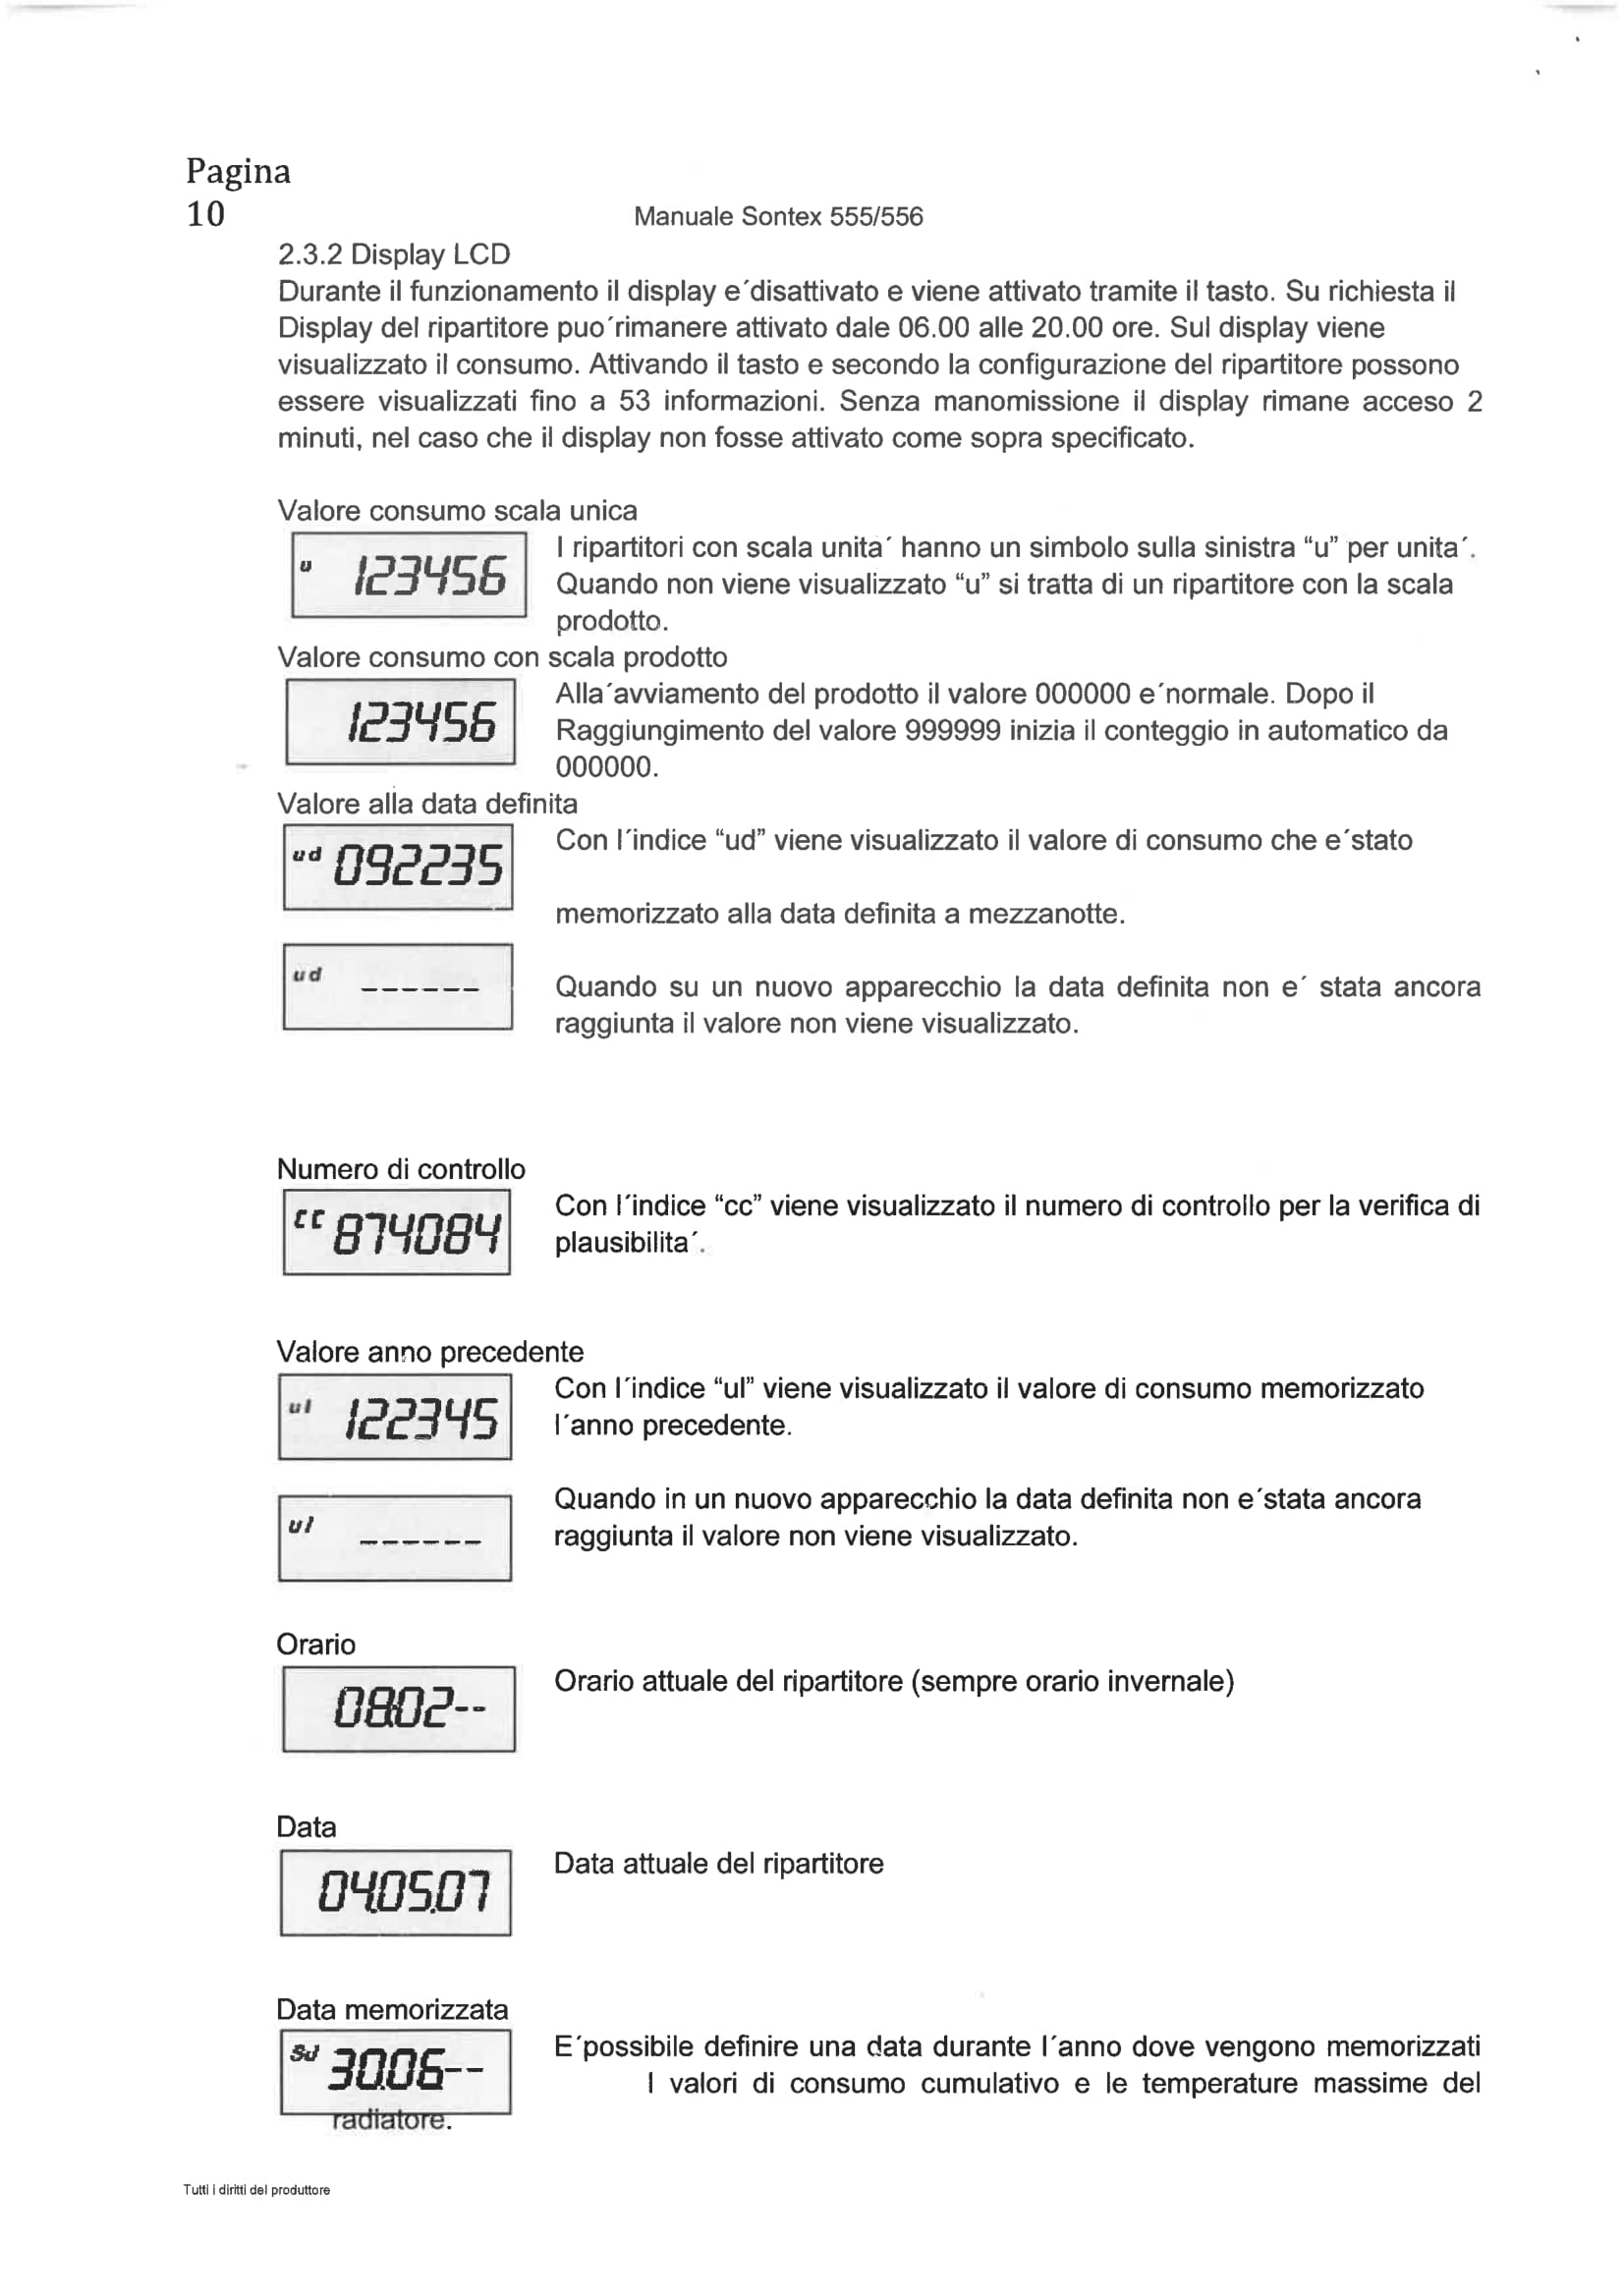 Pagina
10
Manuale Sontex 555/556
2.3.2 Display LCD
Durante il funzionamento il display e´disattivato e viene attivato tramite il tasto. Su richiesta il
Display del ripartitore puo´rimanere attivato dale 06.00 alle 20.00 ore. Sul display viene
visualizzato il consumo. Attivando il tasto e secondo la configurazione del ripartitore possono
essere visualizzati fino a 53 informazioni. Senza manomissione il display rimane acceso 2
minuti, nel caso che il display non fosse attivato come sopra specificato.
Valore consumo scala unica
u 123456
I ripartitori con scala unita´ hanno un simbolo sulla sinistra “u” per unita´.
Quando non viene visualizzato “u” si tratta di un ripartitore con la scala
prodotto.
Valore consumo con scala prodotto
123456
Alla´avviamento del prodotto il valore 000000 e´normale. Dopo il
Raggiungimento del valore 999999 inizia il conteggio in automatico da
000000.
Valore alla data definita
ud 092235
Con l´indice “ud” viene visualizzato il valore di consumo che e´stato
memorizzato alla data definita a mezzanotte.
ud ------
Quando su un nuovo apparecchio la data definita non e´ stata ancora
raggiunta il valore non viene visualizzato.
Numero di controllo
cc 874084
Con l´indice “cc” viene visualizzato il numero di controllo per la verifica di
plausibilita´.
Valore anno precedente
ul 122345
Con l´indice “ul” viene visualizzato il valore di consumo memorizzato
l´anno precedente.
ul ------
Quando in un nuovo apparecchio la data definita non e´stata ancora
raggiunta il valore non viene visualizzato.
Orario
08.02--
Orario attuale del ripartitore (sempre orario invernale)
Data
04.05.07
Data attuale del ripartitore
Data memorizzata
Sd 30.06--
E´possibile definire una data durante l´anno dove vengono memorizzati
I valori di consumo cumulativo e le temperature massime del
radiatore.
Tutti i diritti del produttore